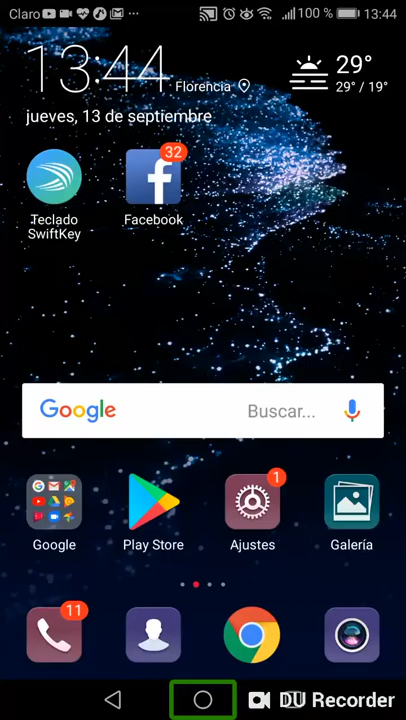 Claro 100 % 13:44
13:44
Florencia
29°
29° / 19°
jueves, 13 de septiembre
32
Teclado
SwiftKey
Facebook
Google
Buscar...
1
Google
Play Store
Ajustes
Galería
11
DU Recorder